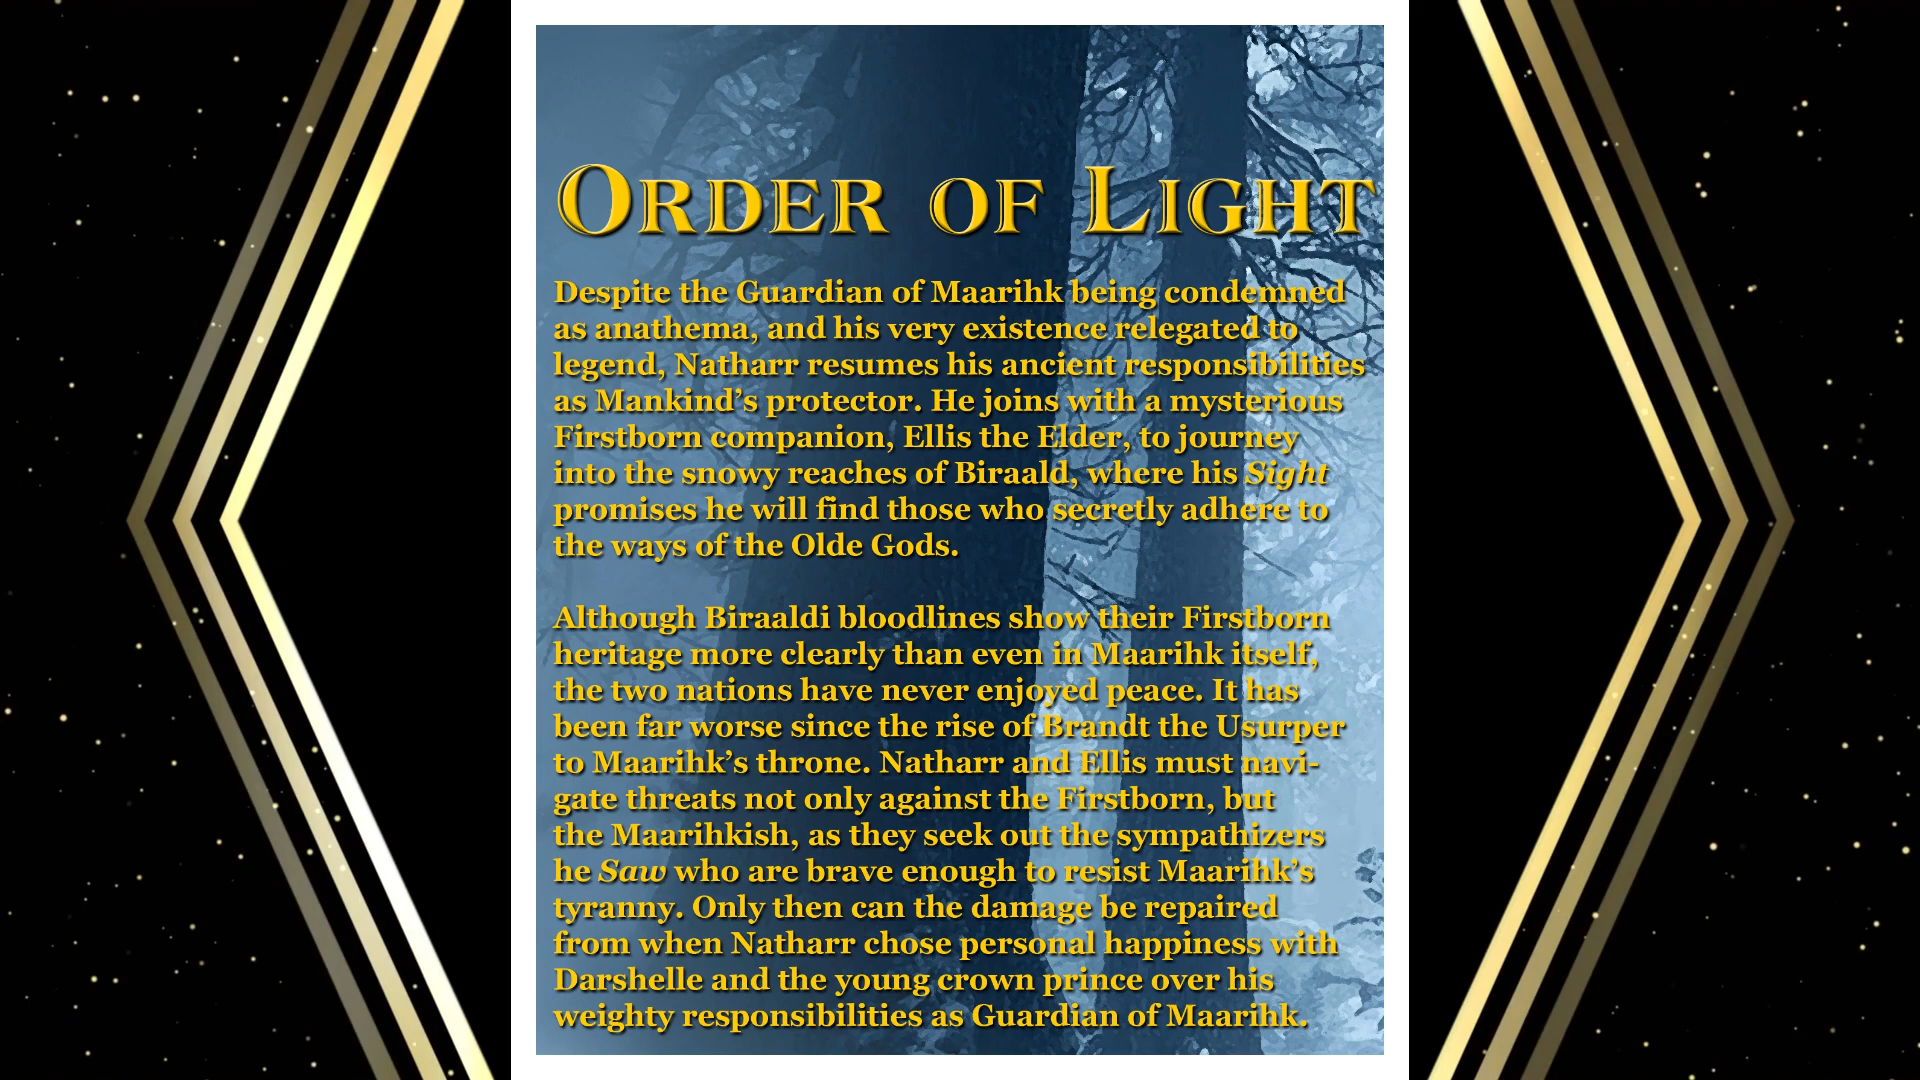 ORDER OF LIGHT
Despite the Guardian of Maarihk being condemned
as anathema, and his very existence relegated to
legend, Natharr resumes his ancient responsibilities
as Mankind’s protector. He joins with a mysterious
Firstborn companion, Ellis the Elder, to journey
into the snowy reaches of Biraald, where his Sight
promises he will find those who secretly adhere to
the ways of the Olde Gods.
Although Biraaldi bloodlines show their Firstborn
heritage more clearly than even in Maarihk itself,
the two nations have never enjoyed peace. It has
been far worse since the rise of Brandt the Usurper
to Maarihk’s throne. Natharr and Ellis must navi-
gate threats not only against the Firstborn, but
the Maarihkish, as they seek out the sympathizers
he Saw who are brave enough to resist Maarihk’s
tyranny. Only then can the damage be repaired
from when Natharr chose personal happiness with
Darshelle and the young crown prince over his
weighty responsibilities as Guardian of Maarihk.